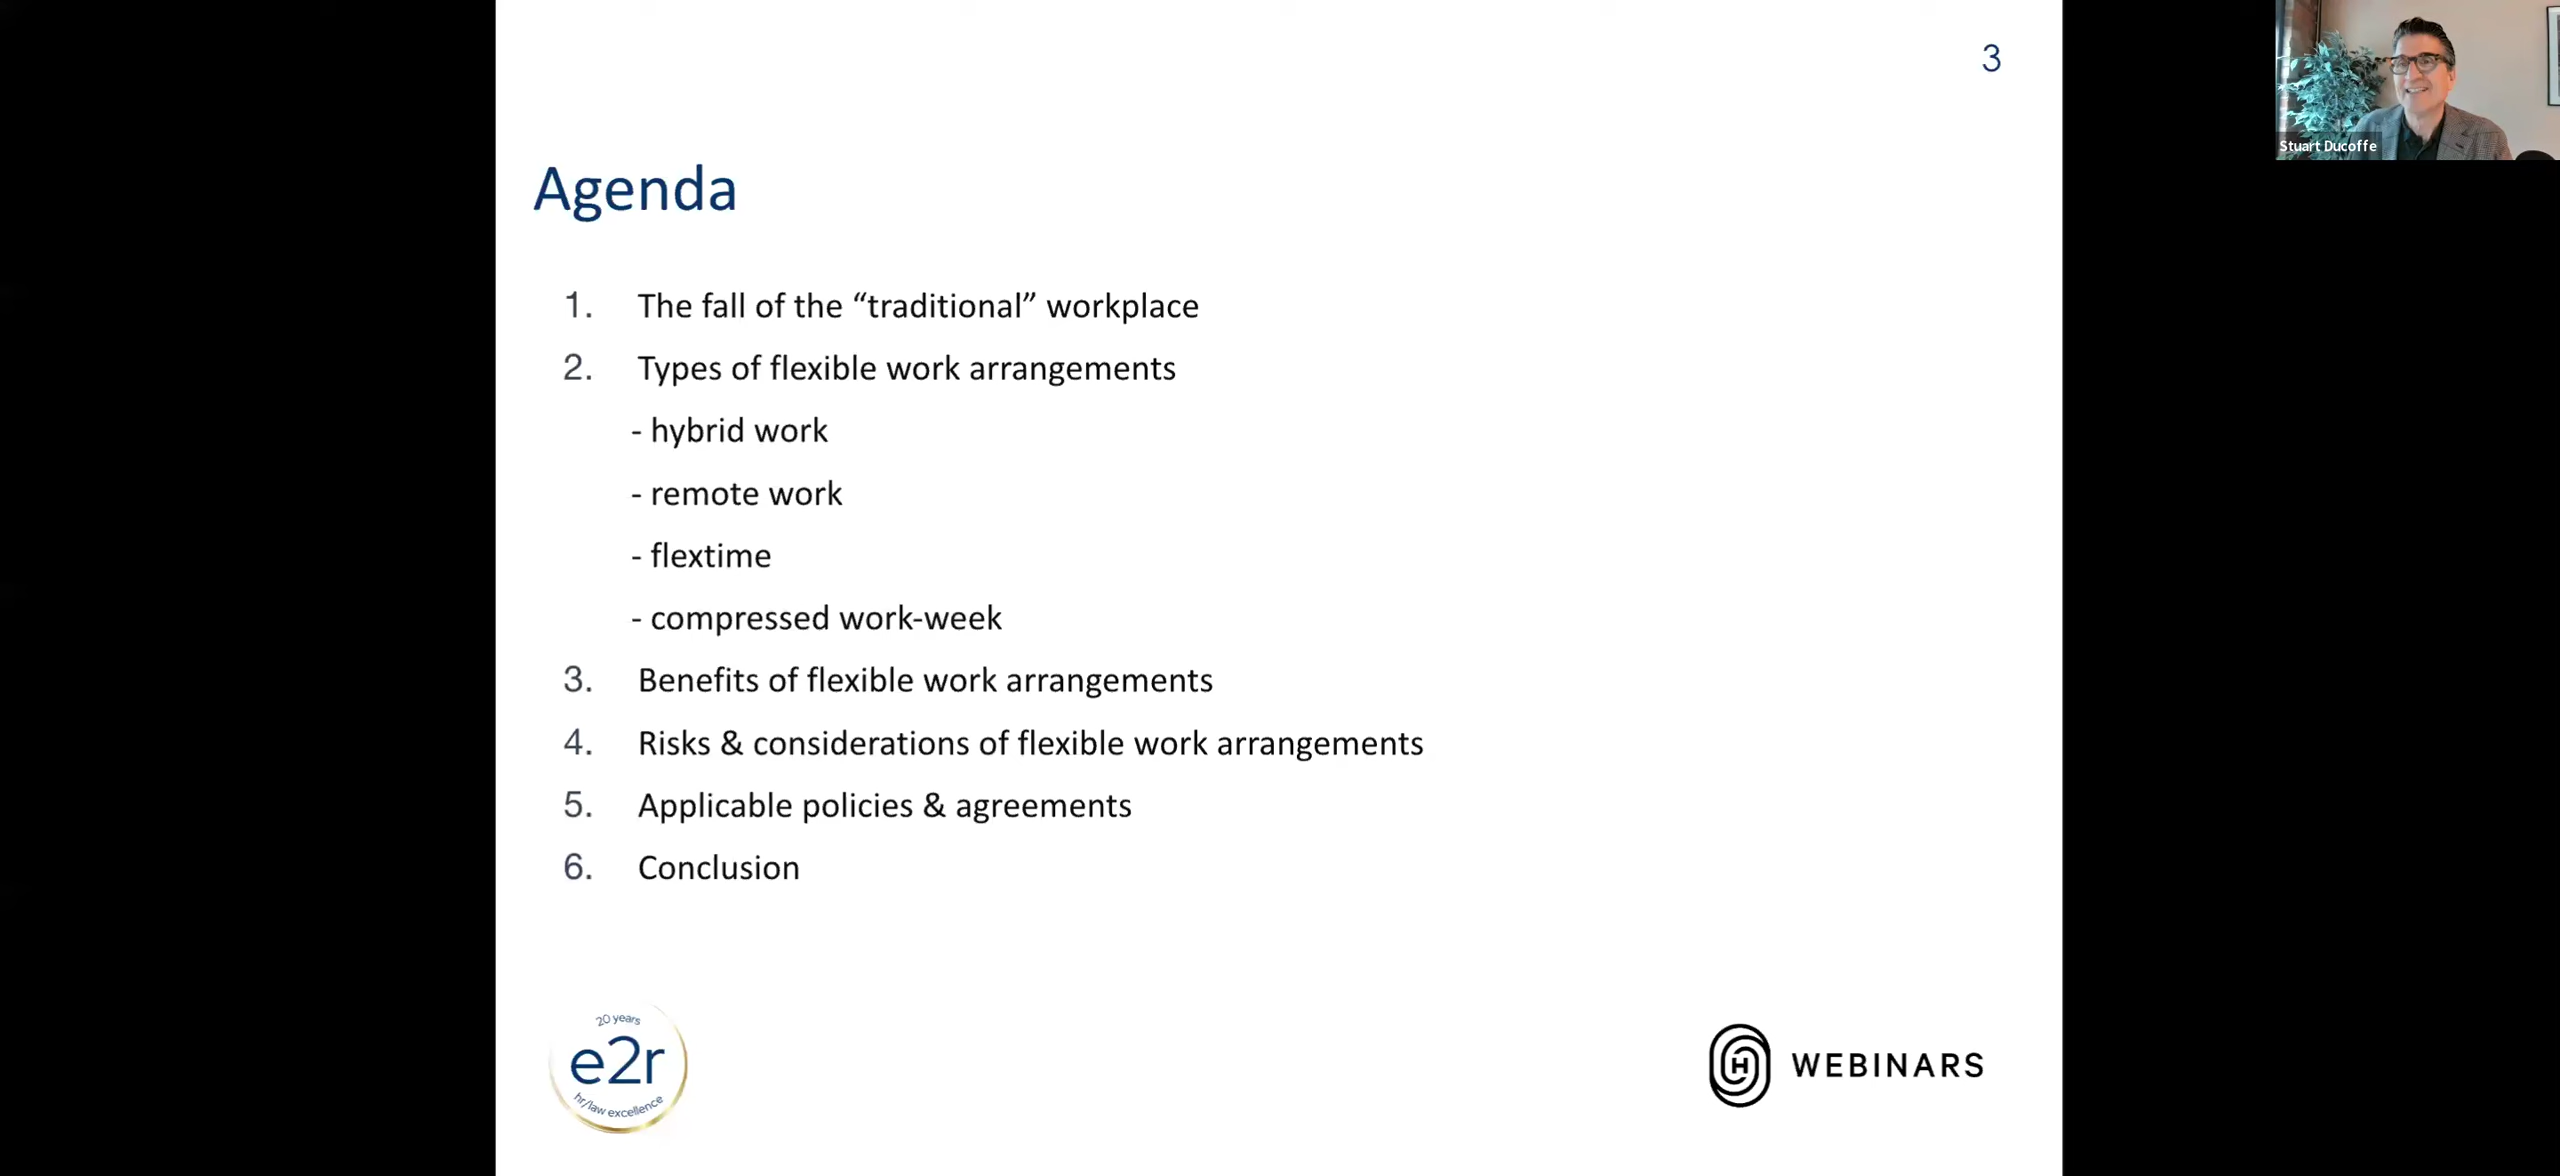 3
Stuart Ducoffe
Agenda
1. The fall of the “traditional” workplace
2. Types of flexible work arrangements
- hybrid work
- remote work
- flextime
- compressed work-week
3. Benefits of flexible work arrangements
4. Risks & considerations of flexible work arrangements
5. Applicable policies & agreements
6. Conclusion
20 years
e2r
hr/law excellence
H
WEBINARS